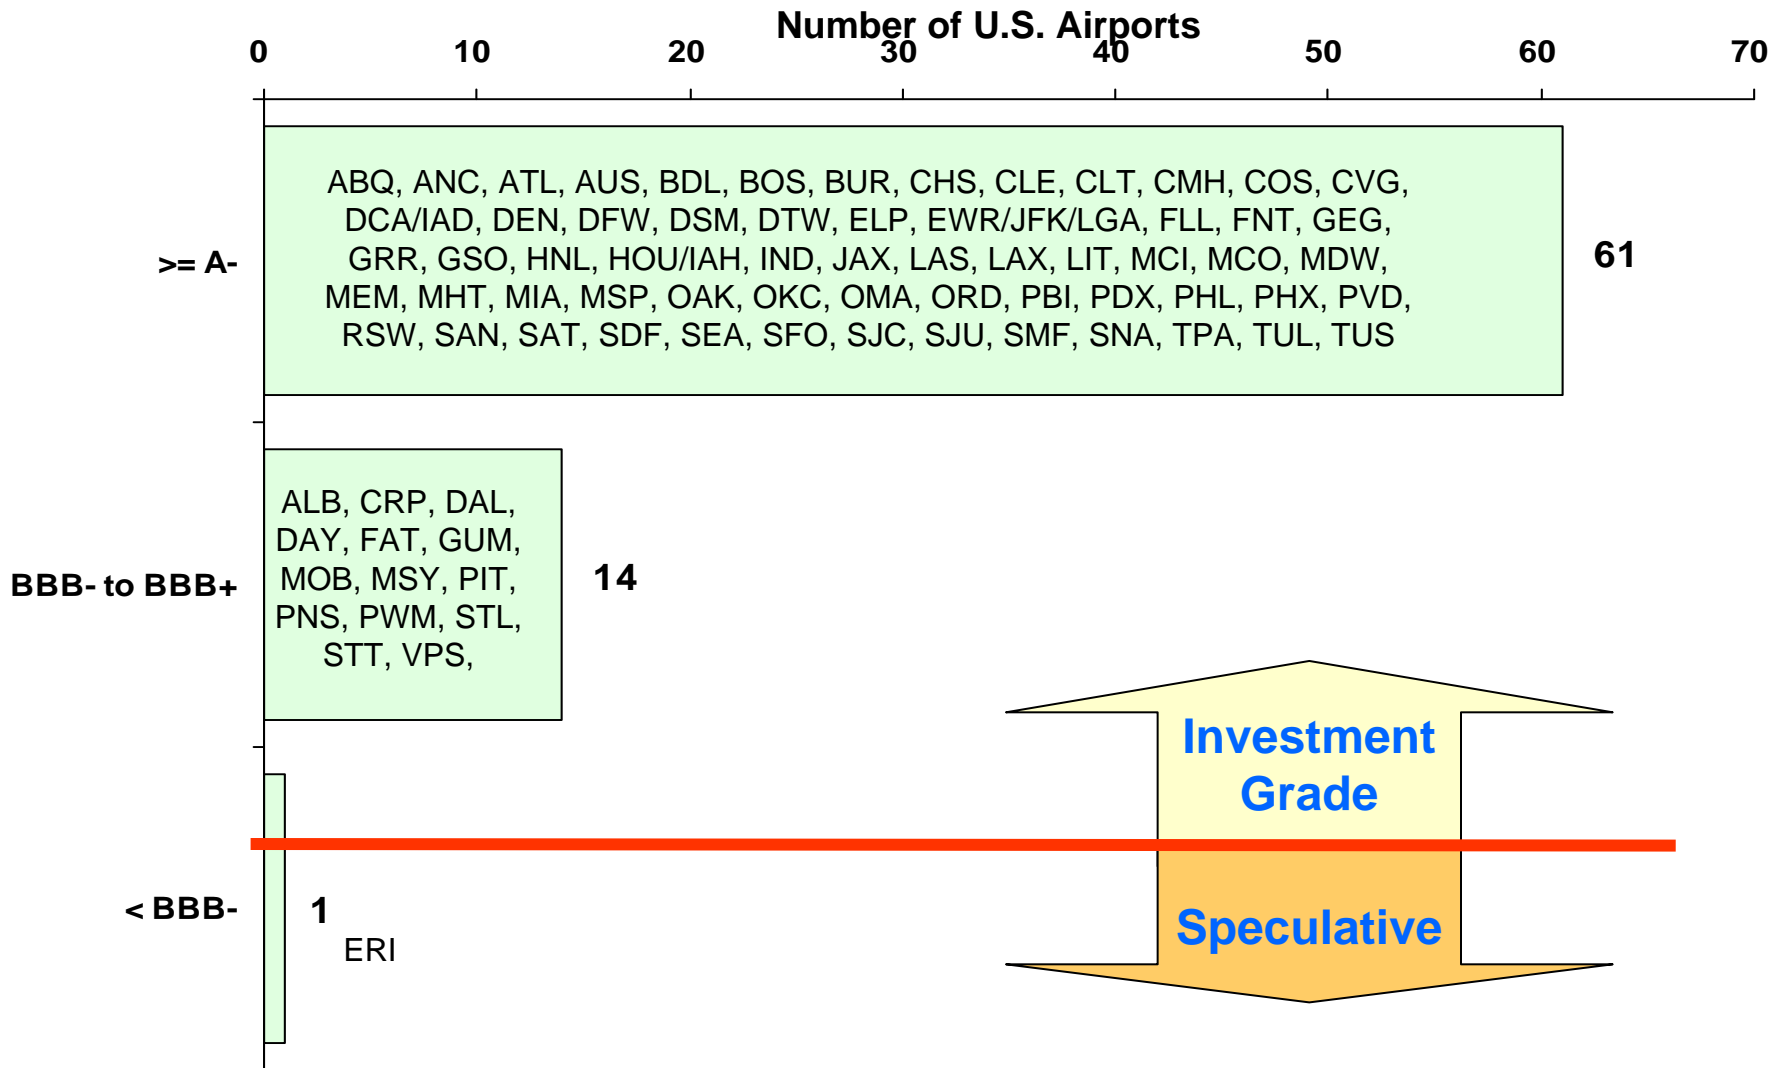 Number of U.S. Airports
0 10 20 30 40 50 60 70
>= A-
ABQ, ANC, ATL, AUS, BDL, BOS, BUR, CHS, CLE, CLT, CMH, COS, CVG,
DCA/IAD, DEN, DFW, DSM, DTW, ELP, EWR/JFK/LGA, FLL, FNT, GEG,
GRR, GSO, HNL, HOU/IAH, IND, JAX, LAS, LAX, LIT, MCI, MCO, MDW,
MEM, MHT, MIA, MSP, OAK, OKC, OMA, ORD, PBI, PDX, PHL, PHX, PVD,
RSW, SAN, SAT, SDF, SEA, SFO, SJC, SJU, SMF, SNA, TPA, TUL, TUS
61
BBB- to BBB+
ALB, CRP, DAL,
DAY, FAT, GUM,
MOB, MSY, PIT,
PNS, PWM, STL,
STT, VPS,
14
Investment
Grade
< BBB-
1
ERI
Speculative